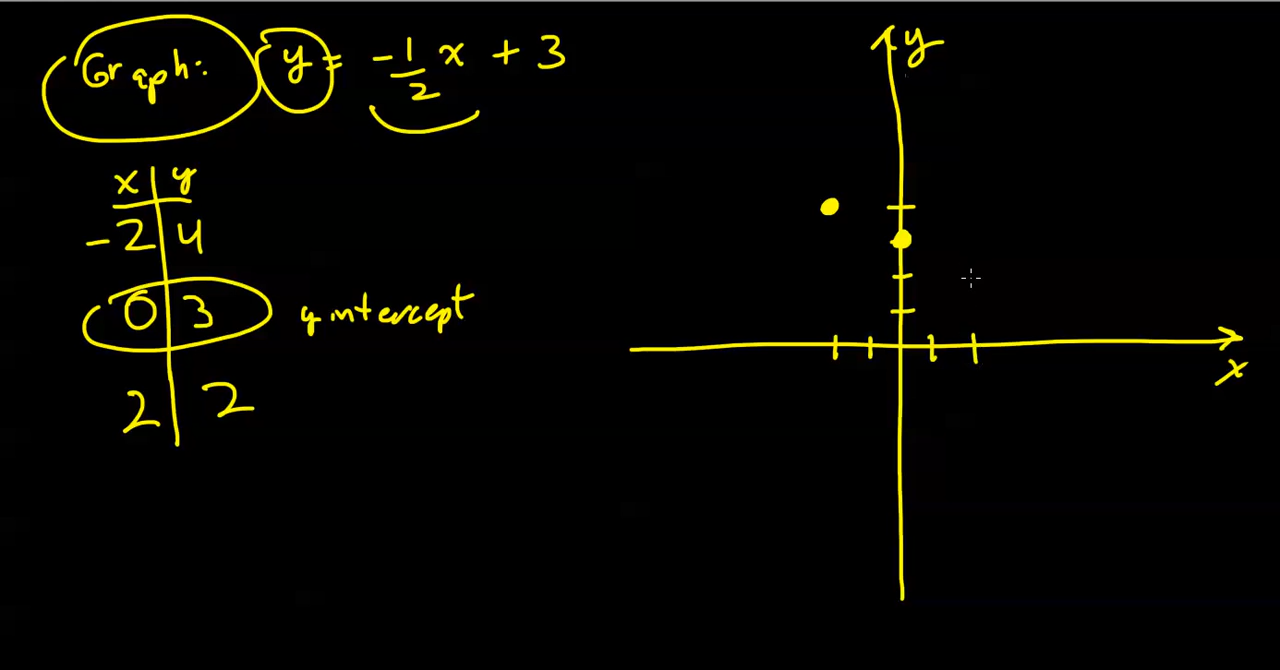 Graph: y = -1/2 x + 3
y
x | y
-2 | 4
0 | 3 y intercept
x
2 | 2